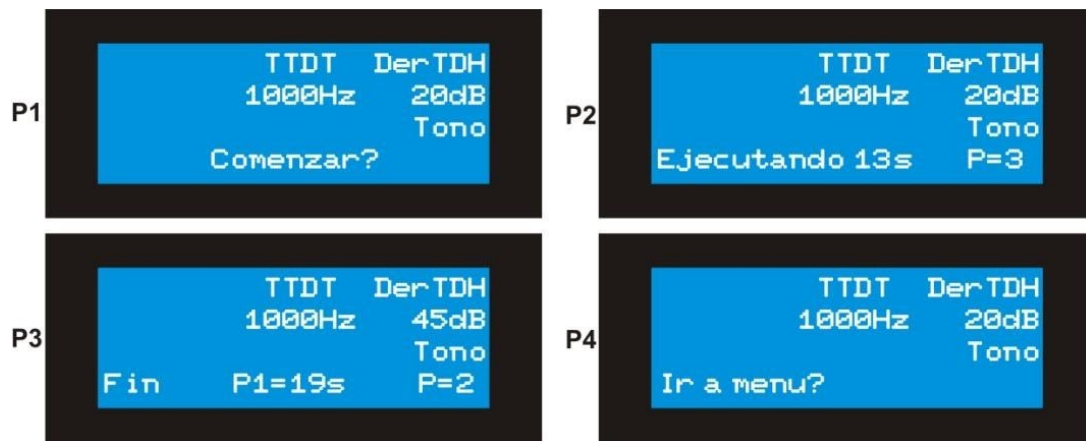 P1
TTDT DerTDH
1000Hz 20dB
Tono
Comenzar?
P2
TTDT DerTDH
1000Hz 20dB
Tono
Ejecutando 13s P=3
P3
TTDT DerTDH
1000Hz 45dB
Tono
Fin P1=19s P=2
P4
TTDT DerTDH
1000Hz 20dB
Tono
Ir a menu?